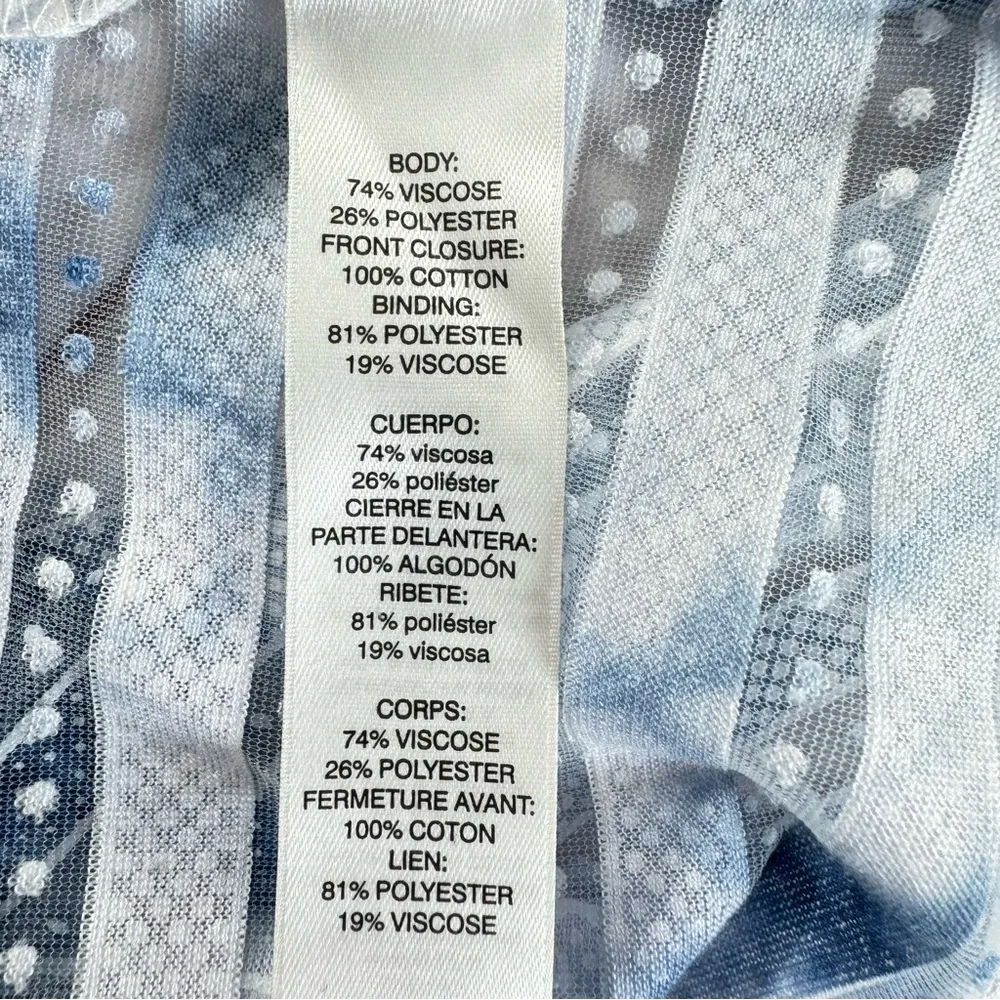 BODY:
74% VISCOSE
26% POLYESTER
FRONT CLOSURE:
100% COTTON
BINDING:
81% POLYESTER
19% VISCOSE
CUERPO:
74% viscosa
26% poliéster
CIERRE EN LA
PARTE DELANTERA:
100% ALGODÓN
RIBETE:
81% poliéster
19% viscosa
CORPS:
74% VISCOSE
26% POLYESTER
FERMETURE AVANT:
100% COTON
LIEN:
81% POLYESTER
19% VISCOSE